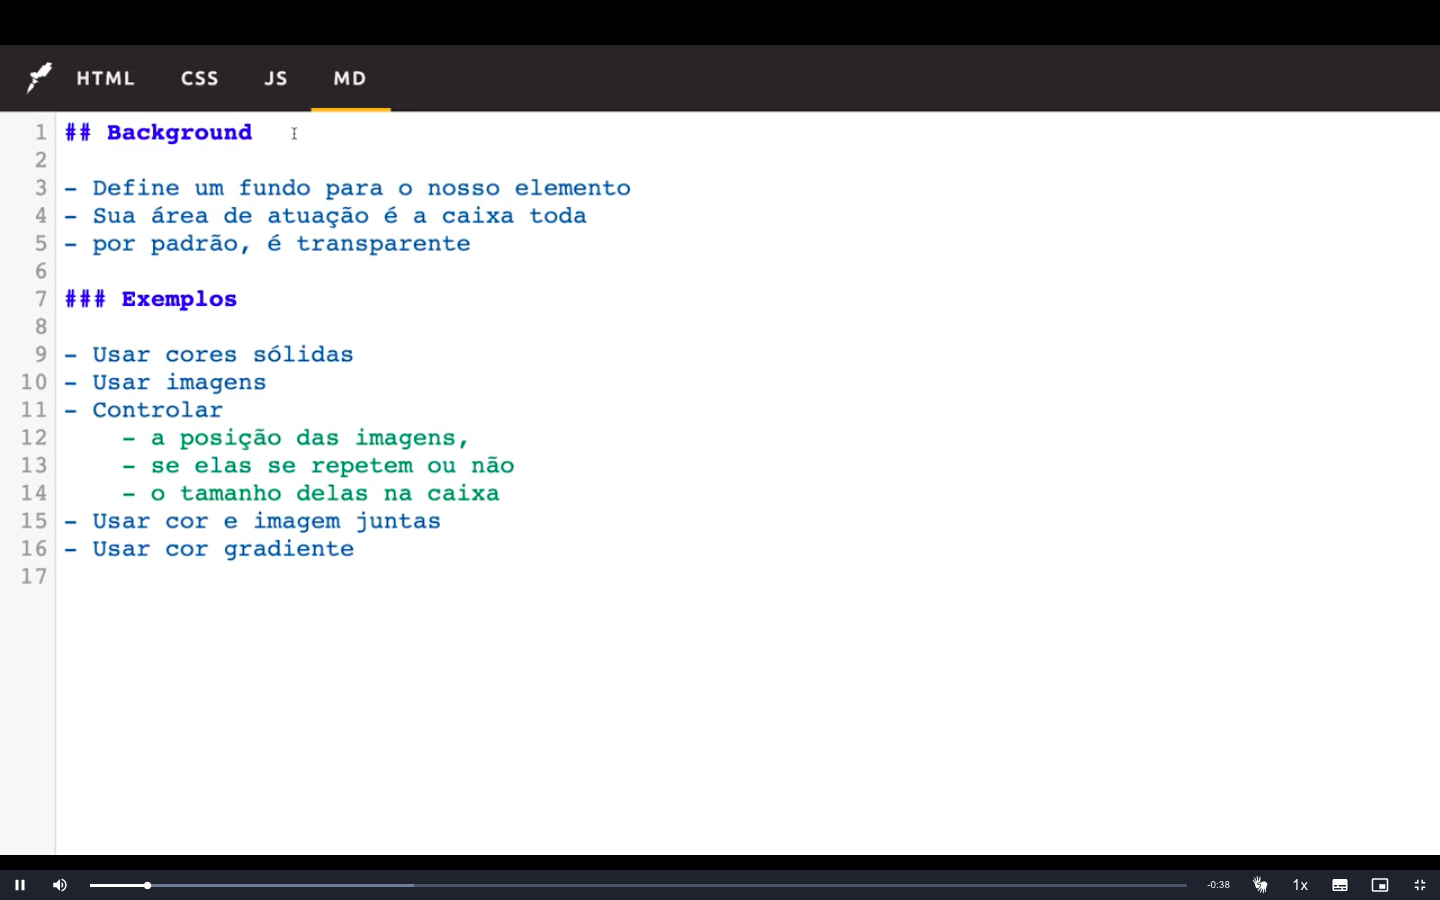 HTML CSS JS MD
1 ## Background
2
3 - Define um fundo para o nosso elemento
4 - Sua área de atuação é a caixa toda
5 - por padrão, é transparente
6
7 ### Exemplos
8
9 - Usar cores sólidas
10 - Usar imagens
11 - Controlar
12     - a posição das imagens,
13     - se elas se repetem ou não
14     - o tamanho delas na caixa
15 - Usar cor e imagem juntas
16 - Usar cor gradiente
17
-0:38 1x